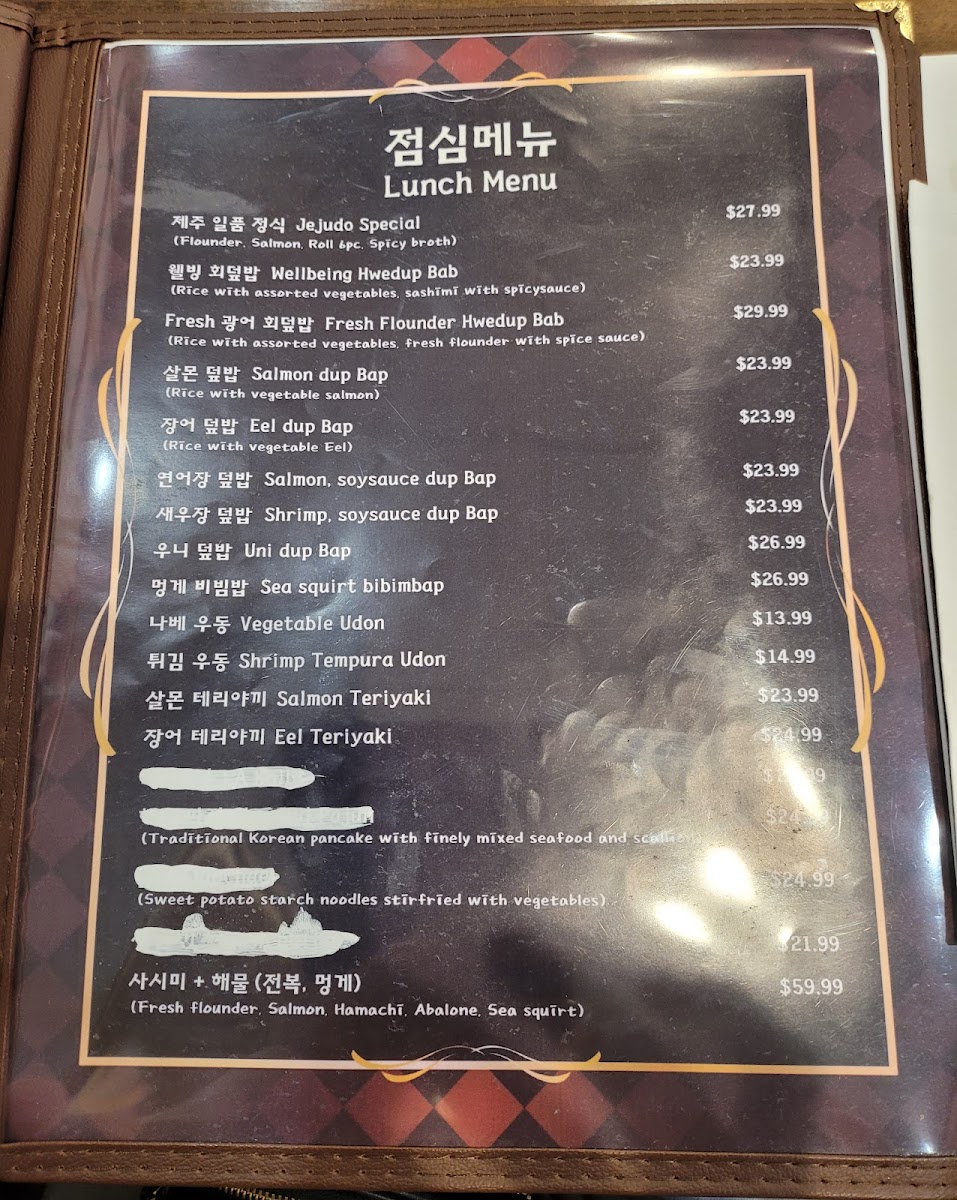 점심메뉴
Lunch Menu
제주 일품 정식 Jejudo Special $27.99
(Flounder, Salmon, Roll 6pc, Spicy broth)
웰빙 회덮밥 Wellbeing Hwedup Bab $23.99
(Rice with assorted vegetables, sashimi with spicysauce)
Fresh 광어 회덮밥 Fresh Flounder Hwedup Bab $29.99
(Rice with assorted vegetables, fresh flounder with spice sauce)
살몬 덮밥 Salmon dup Bap $23.99
(Rice with vegetable salmon)
장어 덮밥 Eel dup Bap $23.99
(Rice with vegetable Eel)
연어장 덮밥 Salmon, soysauce dup Bap $23.99
새우장 덮밥 Shrimp, soysauce dup Bap $23.99
우니 덮밥 Uni dup Bap $26.99
멍게 비빔밥 Sea squirt bibimbap $26.99
나베 우동 Vegetable Udon $13.99
튀김 우동 Shrimp Tempura Udon $14.99
살몬 테리야끼 Salmon Teriyaki $23.99
장어 테리야끼 Eel Teriyaki $24.99
(Traditional Korean pancake with finely mixed seafood and
$24.99
(Sweet potato starch noodles stirfried with vegetables)
$21.99
사시미 + 해물 (전복, 멍게) $59.99
(Fresh flounder, Salmon, Hamachi, Abalone, Sea squirt)